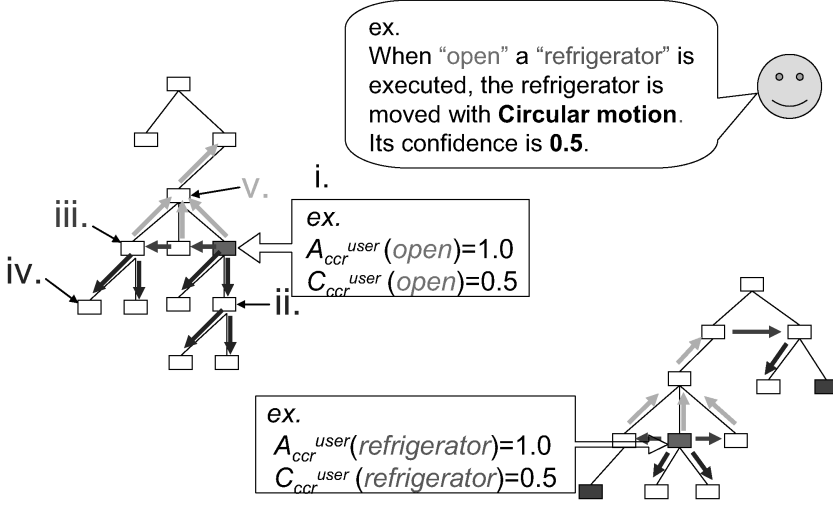 ex.
When “open” a “refrigerator” is
executed, the refrigerator is
moved with Circular motion.
Its confidence is 0.5.
i.
v.
iii.
iv.
ii.
ex.
A_ccr^user (open)=1.0
C_ccr^user (open)=0.5
ex.
A_ccr^user(refrigerator)=1.0
C_ccr^user (refrigerator)=0.5